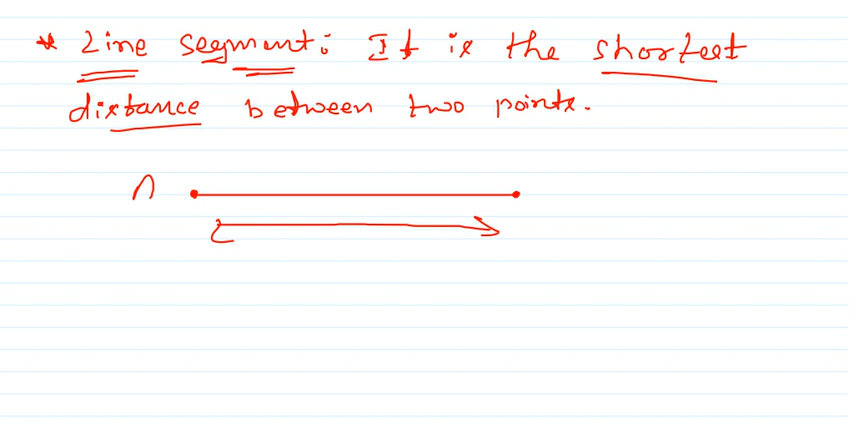 * Line segment: It is the shortest
distance between two points.